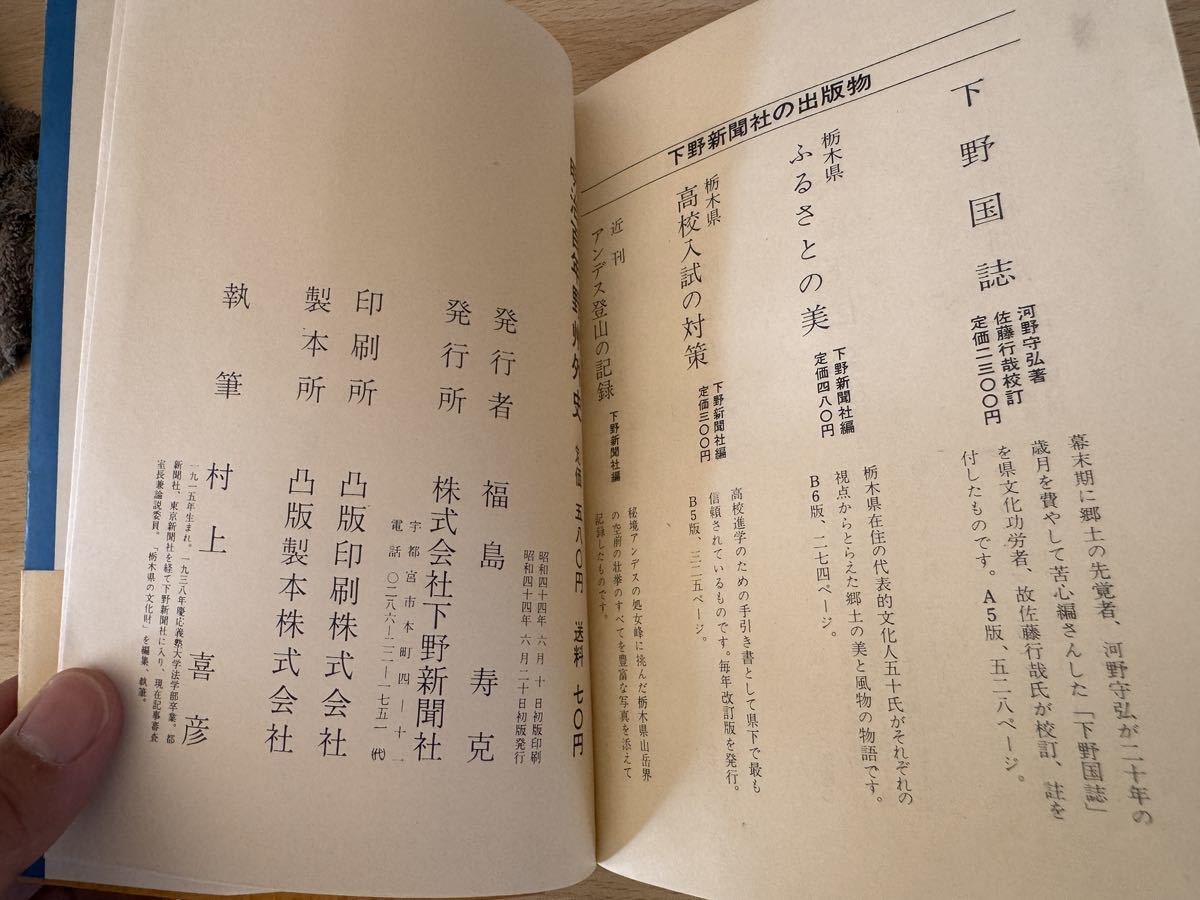 下野新聞社の出版物
下野国誌
河野守弘著
佐藤行哉校訂
定価二三〇〇円
幕末期に郷土の先覚者、河野守弘が二十年の
歳月を費やして苦心編さんした「下野国誌」
を県文化功労者、故佐藤行哉氏が校訂、註を
付したものです。A5版、五二八ページ。
栃木県
ふるさとの美
下野新聞社編
定価四八〇円
栃木県在住の代表的文化人五十氏がそれぞれの
視点からとらえた郷土の美と風物の物語です。
B6版、二七四ページ。
栃木県
高校入試の対策
下野新聞社編
定価三〇〇円
高校進学のための手引き書として県下で最も
信頼されているものです。毎年改訂版を発行。
B5版、三二五ページ。
近刊
アンデス登山の記録
下野新聞社編
秘境アンデスの処女峰に挑んだ栃木県山岳界
の空前の壮挙のすべてを豊富な写真を添えて
記録したものです。
百年野州外史 定価 五八〇円 送料 七〇円
昭和四十四年六月十日初版印刷
昭和四十四年六月二十日初版発行
発行者 福島寿克
発行所 株式会社下野新聞社
宇都宮市本町四―十一
電話 〇二八六―二二―一七五一(代)
印刷所 凸版印刷株式会社
製本所 凸版製本株式会社
執筆 村上喜彦
一九一五年生まれ。一九三八年慶応義塾大学法学部卒業。都
新聞社、東京新聞社を経て下野新聞社に入り、現在記事審査
室長兼論説委員。「栃木県の文化財」を編集、執筆。